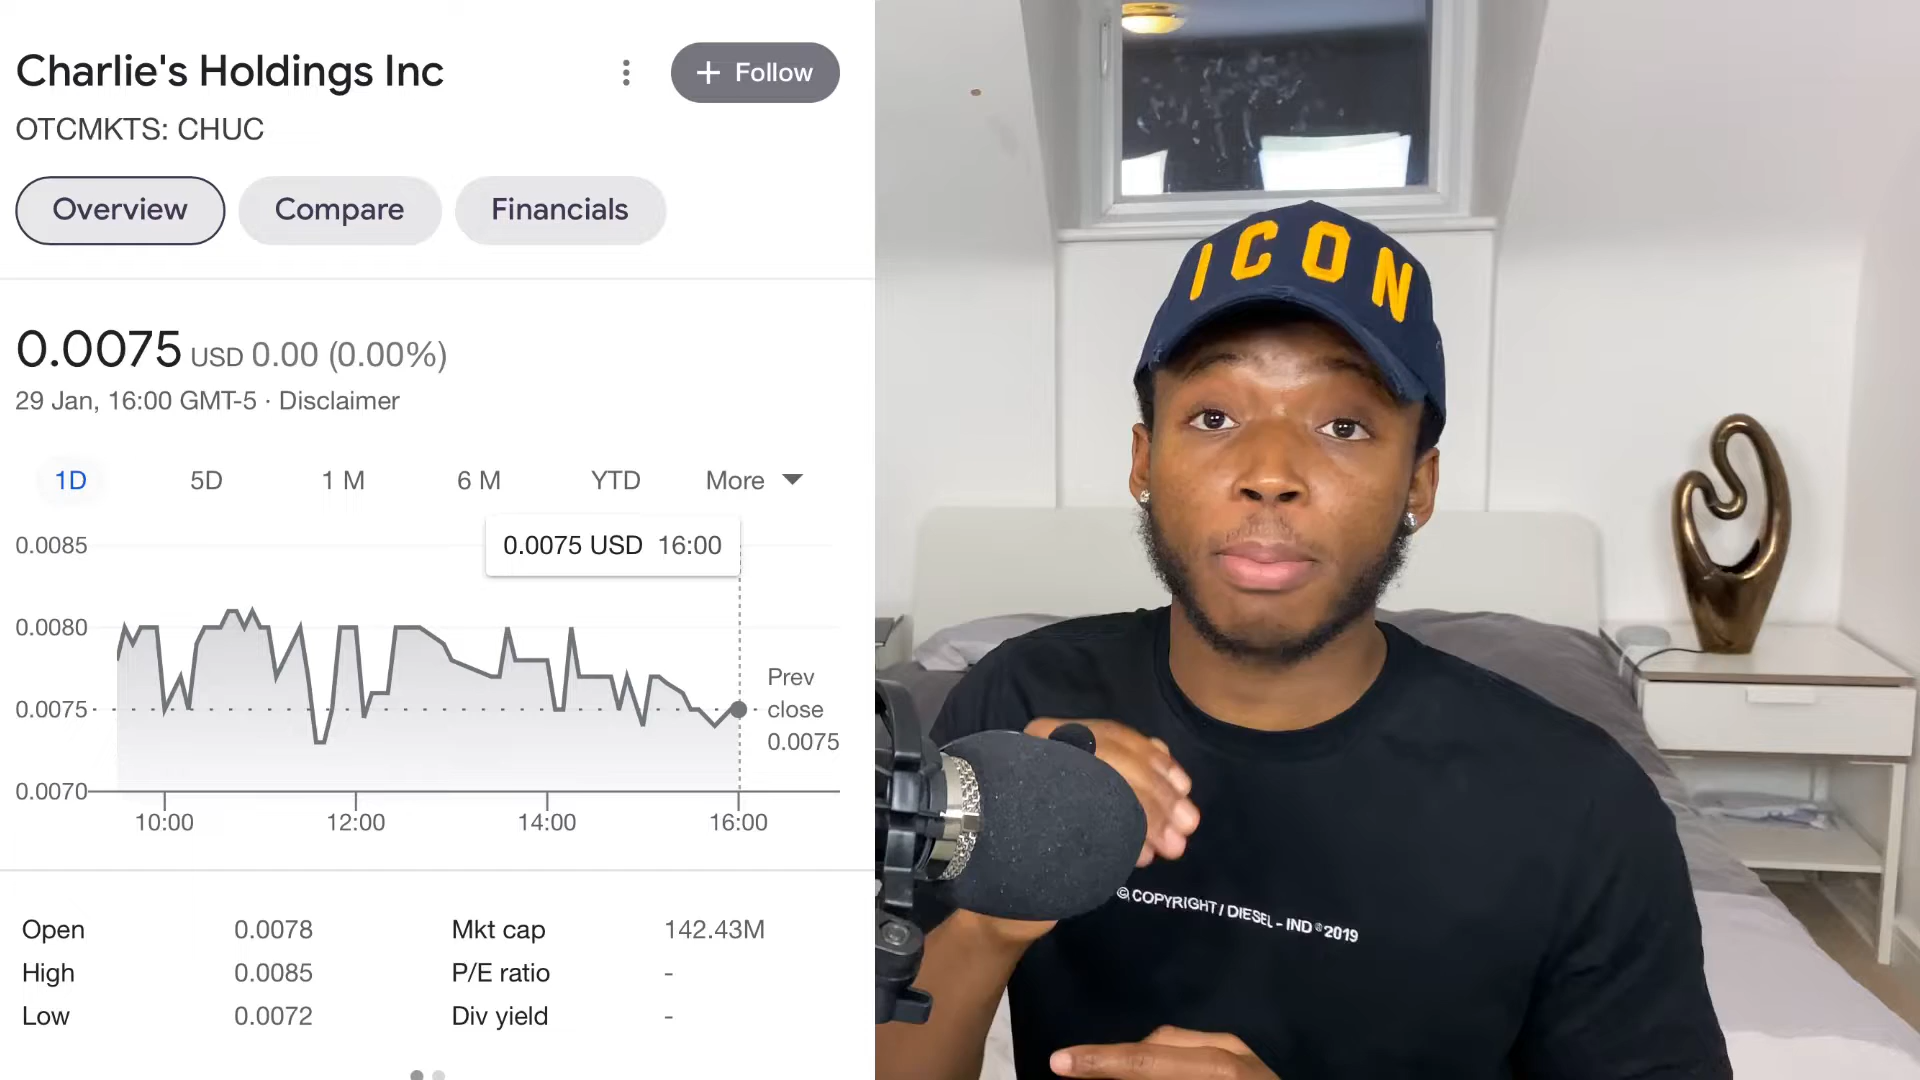 Charlie's Holdings Inc
+ Follow
OTCMKTS: CHUC
Overview
Compare
Financials
0.0075 USD 0.00 (0.00%)
29 Jan, 16:00 GMT-5 · Disclaimer
1D 5D 1 M 6 M YTD More
0.0075 USD 16:00
0.0085
0.0080
0.0075
0.0070
Prev
close
0.0075
10:00 12:00 14:00 16:00
Open 0.0078 Mkt cap 142.43M
High 0.0085 P/E ratio -
Low 0.0072 Div yield -
ICON
© COPYRIGHT / DIESEL - IND ® 2019